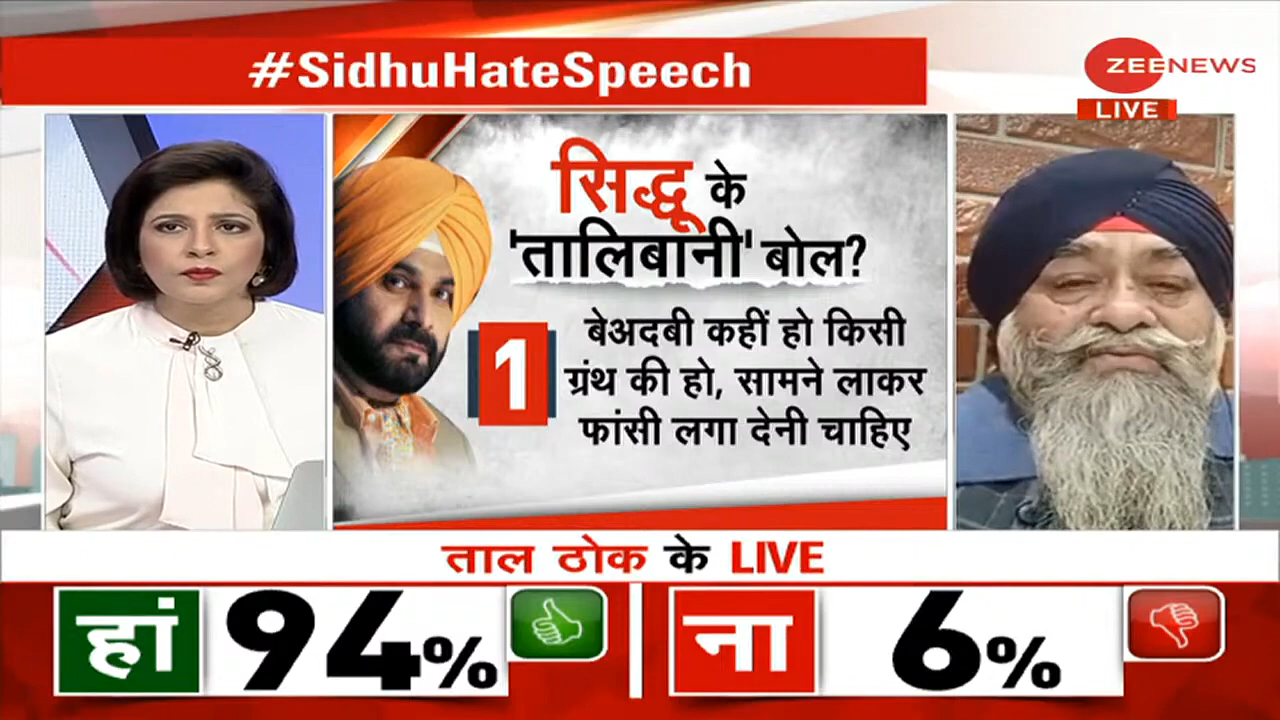 #SidhuHateSpeech
ZEENEWS
LIVE
सिद्धू के
'तालिबानी' बोल?
1
बेअदबी कहीं हो किसी
ग्रंथ की हो, सामने लाकर
फांसी लगा देनी चाहिए
ताल ठोक के LIVE
हां 94%
ना 6%